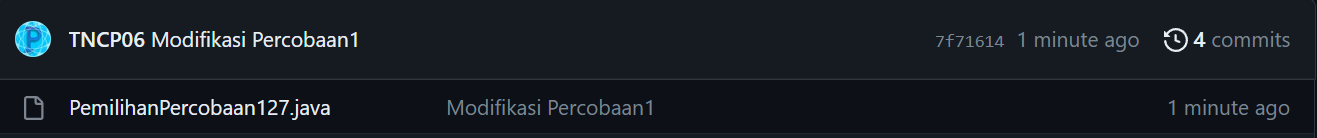 TNCP06 Modifikasi Percobaan1 7f71614 1 minute ago 4 commits
PemilihanPercobaan127.java Modifikasi Percobaan1 1 minute ago